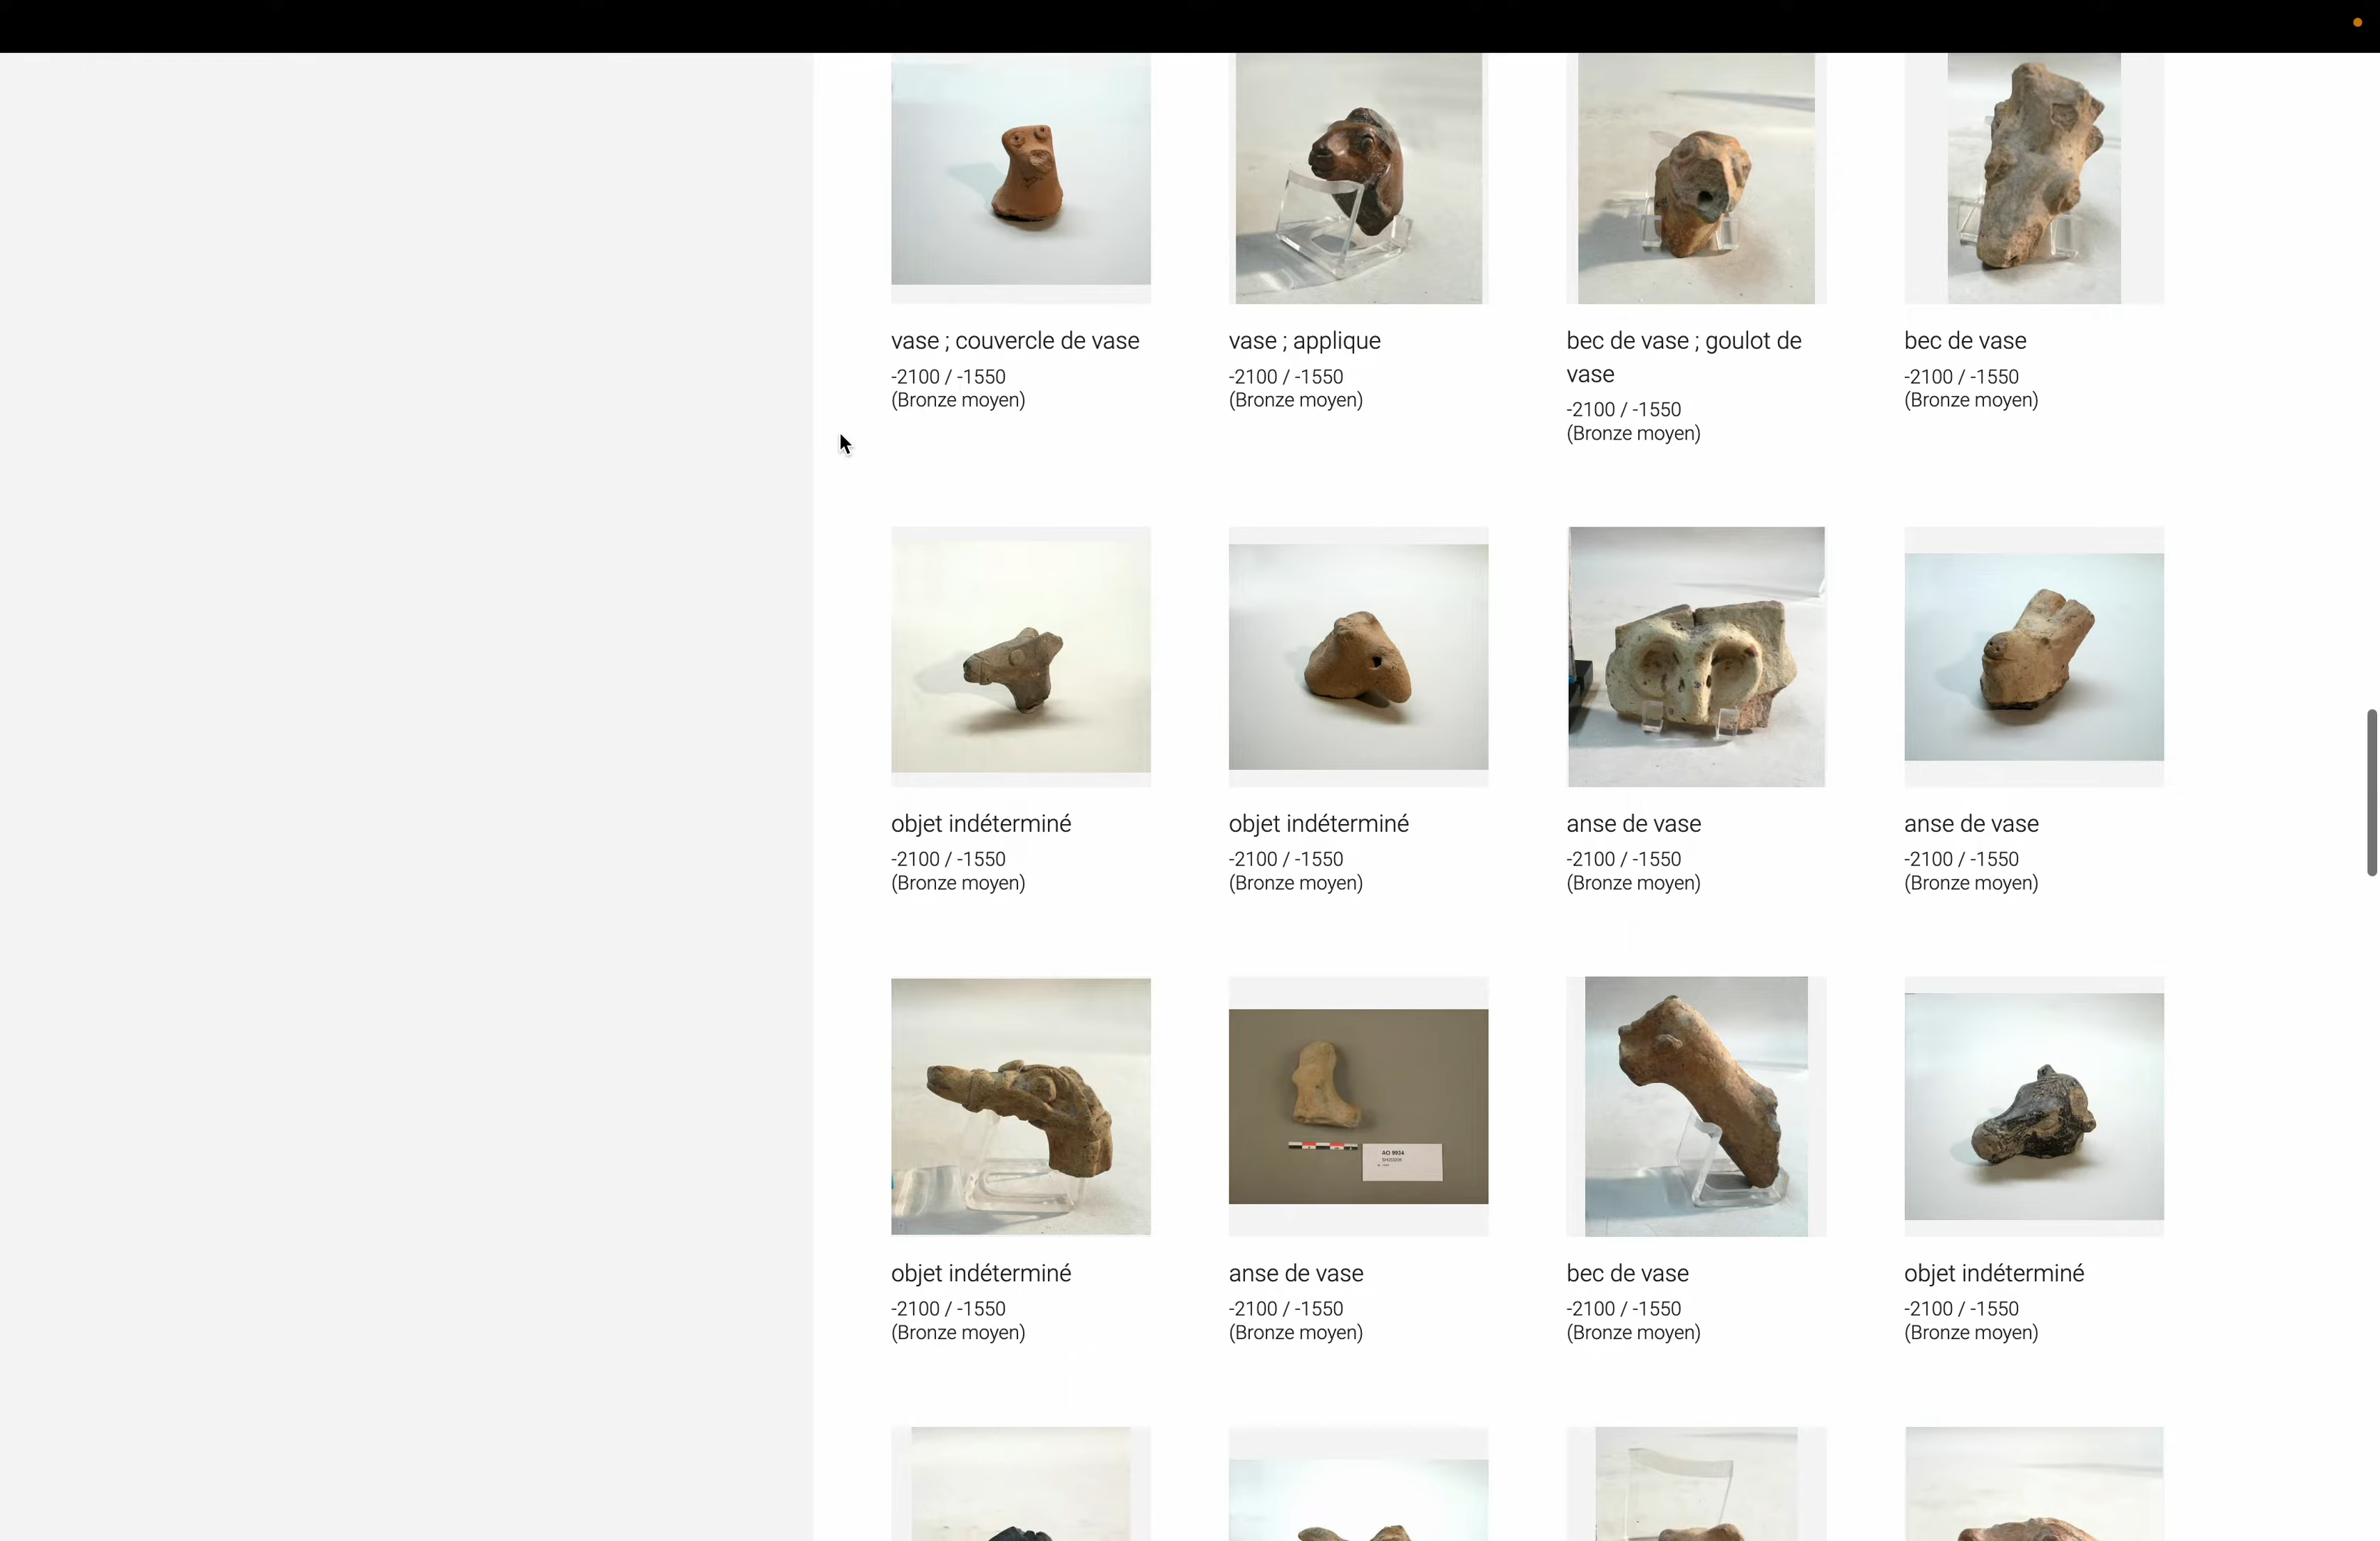 vase ; couvercle de vase
-2100 / -1550
(Bronze moyen)
vase ; applique
-2100 / -1550
(Bronze moyen)
bec de vase ; goulot de
vase
-2100 / -1550
(Bronze moyen)
bec de vase
-2100 / -1550
(Bronze moyen)
objet indéterminé
-2100 / -1550
(Bronze moyen)
objet indéterminé
-2100 / -1550
(Bronze moyen)
anse de vase
-2100 / -1550
(Bronze moyen)
anse de vase
-2100 / -1550
(Bronze moyen)
objet indéterminé
-2100 / -1550
(Bronze moyen)
AO 9934
anse de vase
-2100 / -1550
(Bronze moyen)
bec de vase
-2100 / -1550
(Bronze moyen)
objet indéterminé
-2100 / -1550
(Bronze moyen)